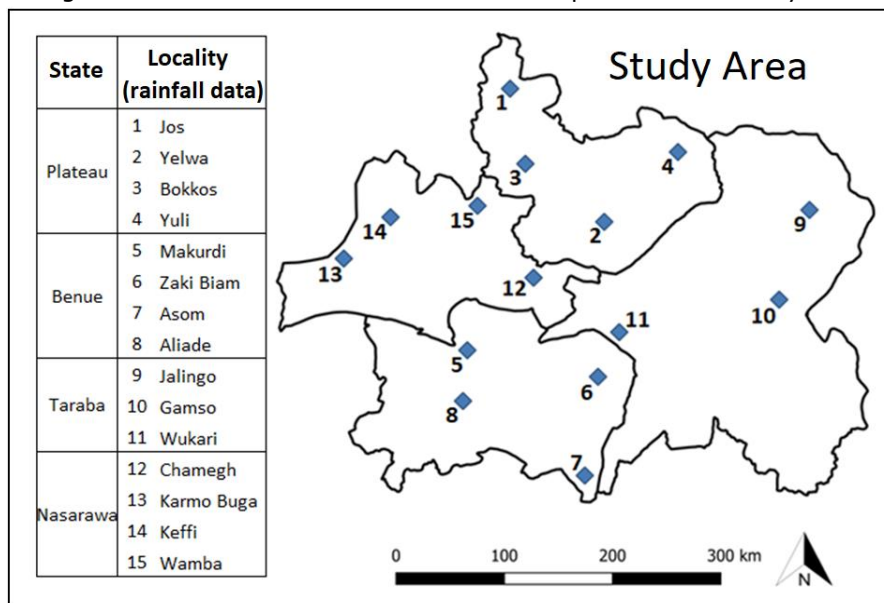 Study Area
State Locality (rainfall data)
Plateau
1 Jos
2 Yelwa
3 Bokkos
4 Yuli
Benue
5 Makurdi
6 Zaki Biam
7 Asom
8 Aliade
Taraba
9 Jalingo
10 Gamso
11 Wukari
Nasarawa
12 Chamegh
13 Karmo Buga
14 Keffi
15 Wamba
1
3
4
15
14
2
9
13
12
10
11
5
6
8
7
0 100 200 300 km
N